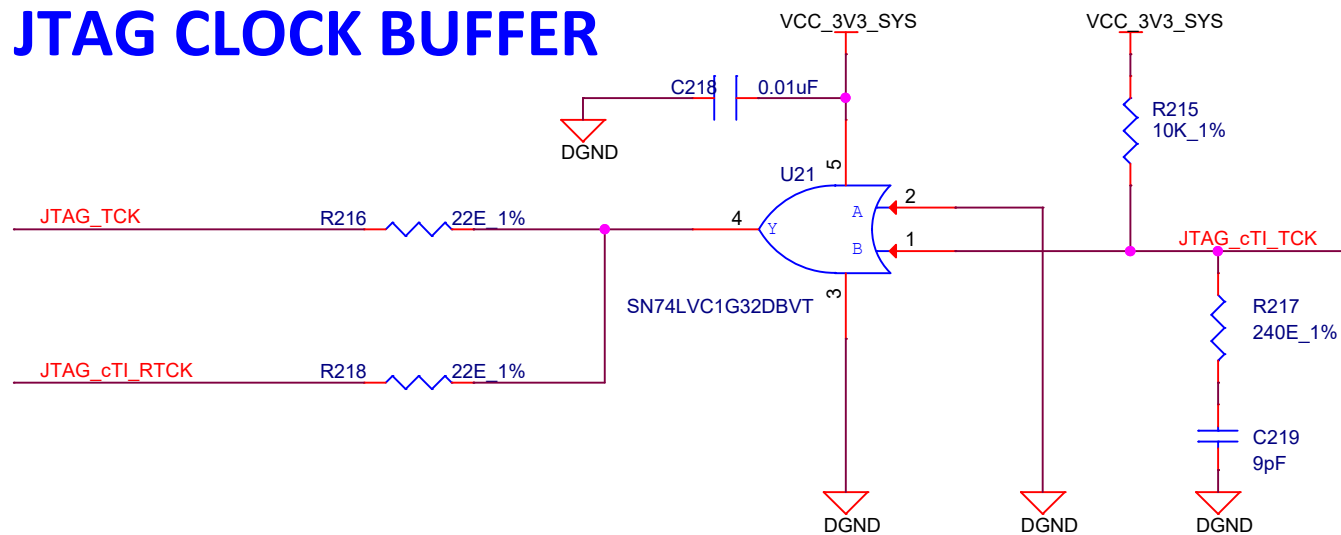 JTAG CLOCK BUFFER
VCC_3V3_SYS
VCC_3V3_SYS
C218
0.01uF
R215
10K_1%
DGND
5
U21
2
A
JTAG_TCK
R216
22E_1%
4
Y
1
B
JTAG_cTI_TCK
3
SN74LVC1G32DBVT
R217
240E_1%
JTAG_cTI_RTCK
R218
22E_1%
C219
9pF
DGND
DGND
DGND